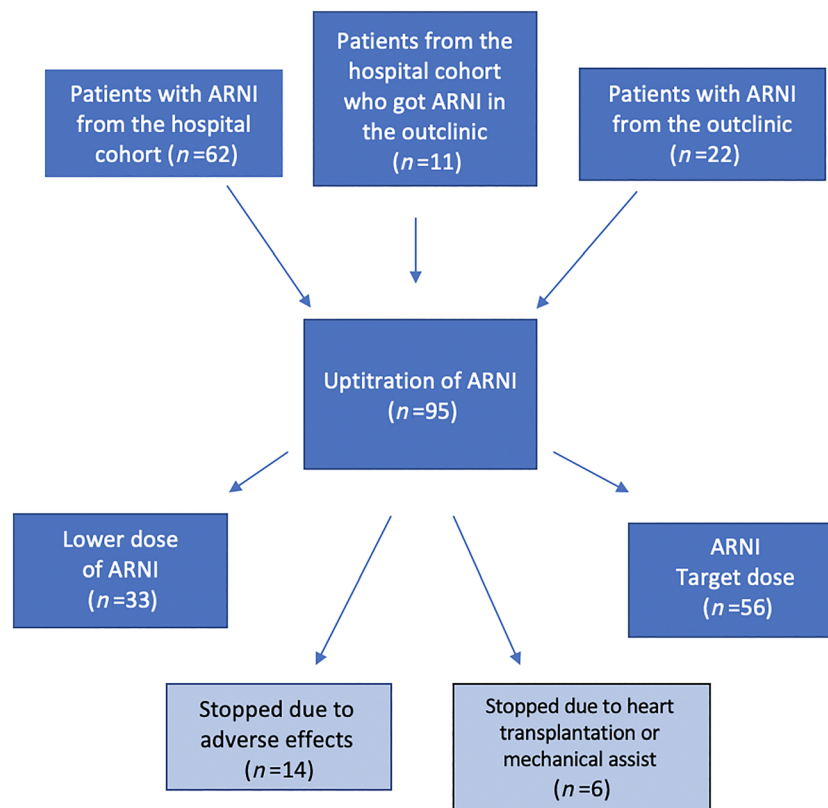 Patients with ARNI
from the hospital
cohort (n=62)
Patients from the
hospital cohort
who got ARNI in
the outclinic
(n=11)
Patients with ARNI
from the outclinic
(n=22)
Uptitration of ARNI
(n=95)
Lower dose
of ARNI
(n=33)
ARNI
Target dose
(n=56)
Stopped due to
adverse effects
(n=14)
Stopped due to heart
transplantation or
mechanical assist
(n=6)